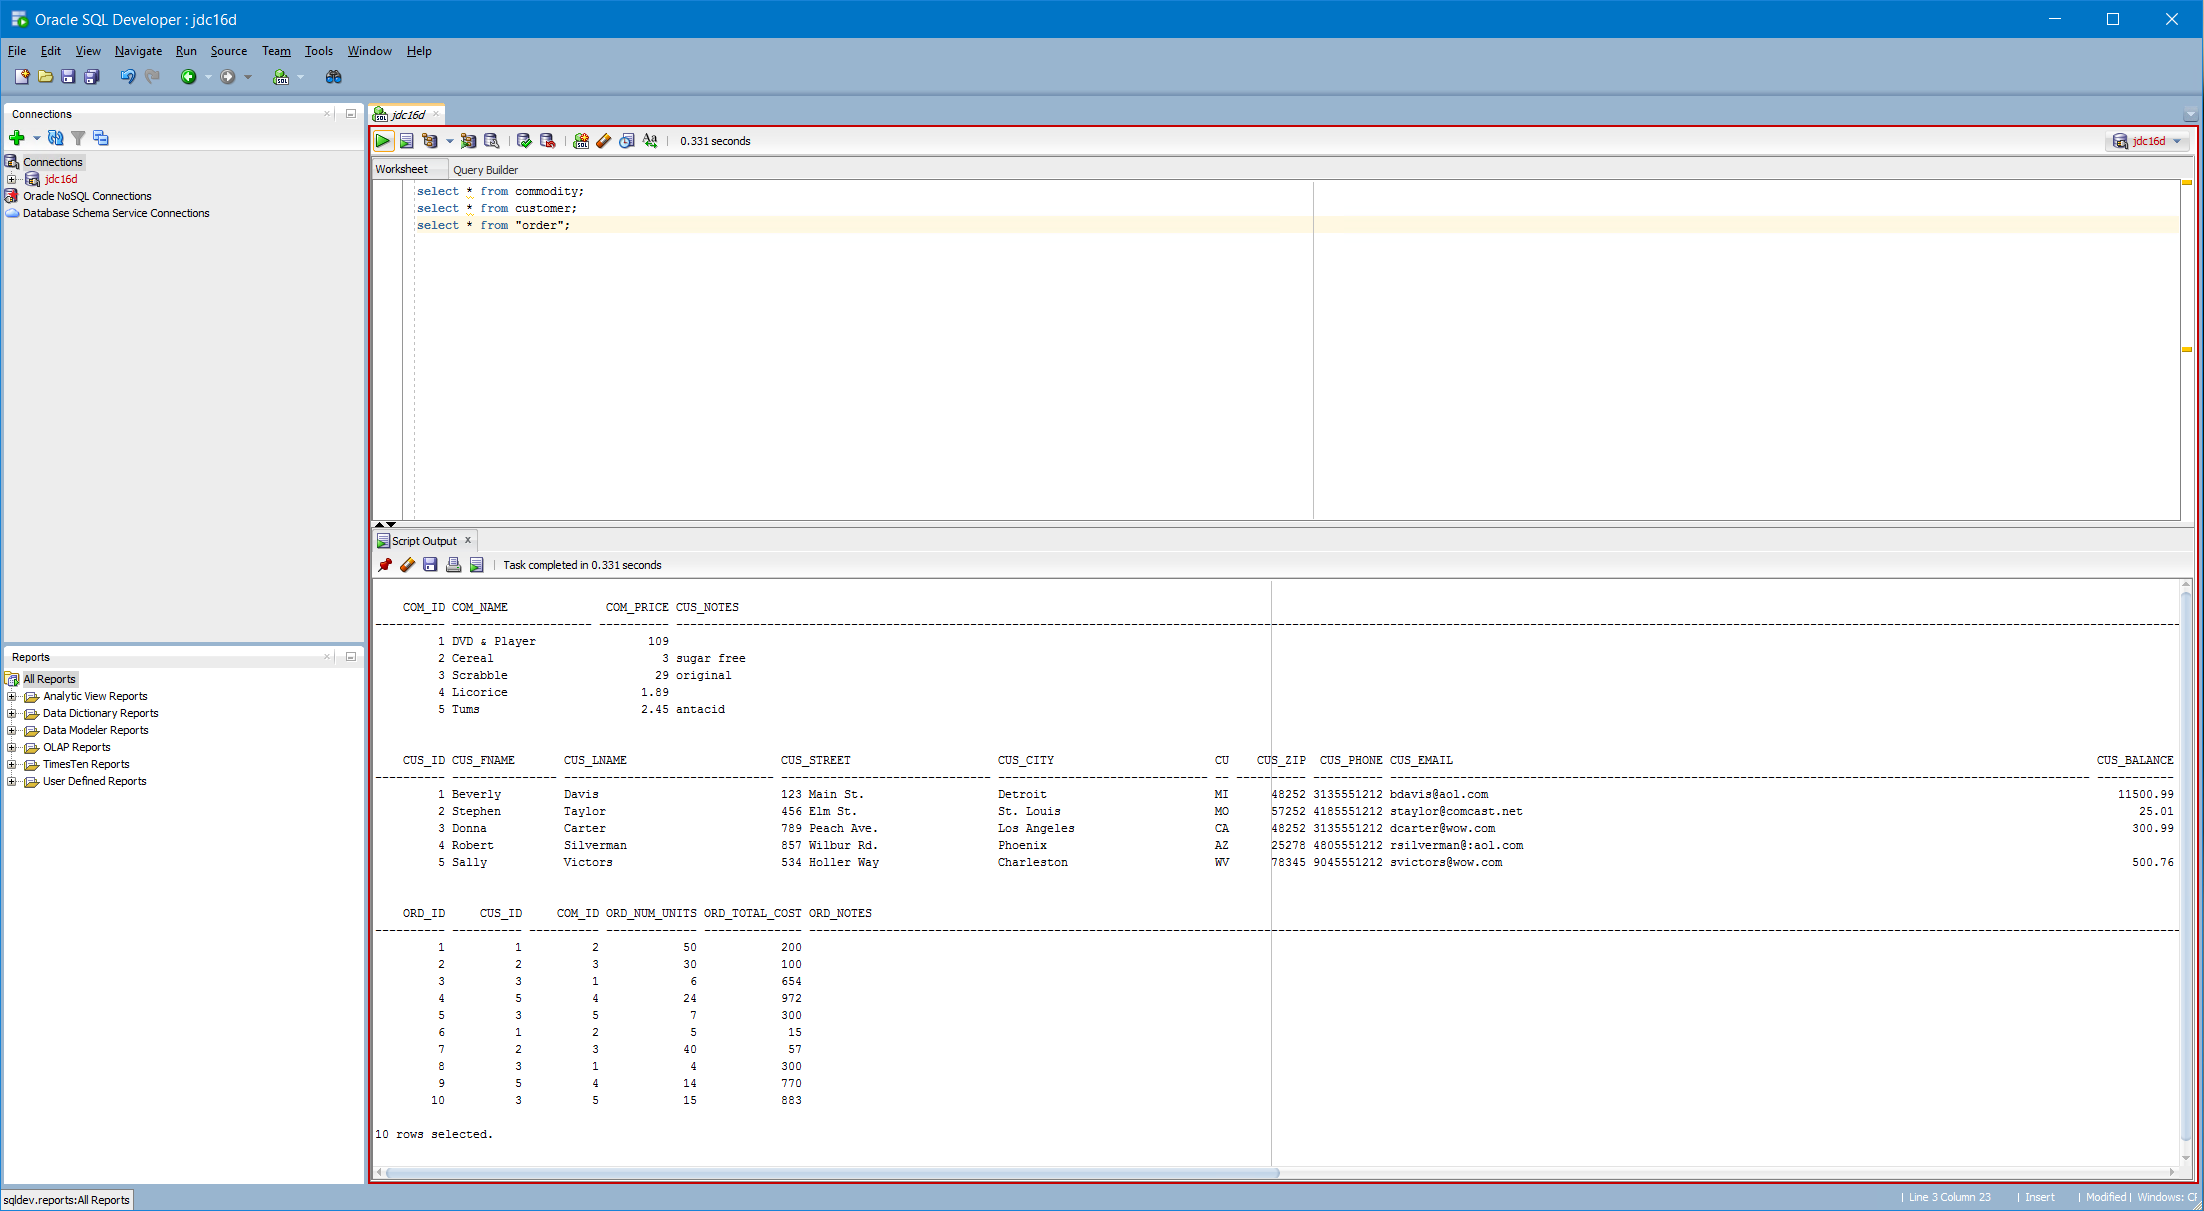 Oracle SQL Developer : jdc16d
File Edit View Navigate Run Source Team Tools Window Help
Connections
Connections
jdc16d
Oracle NoSQL Connections
Database Schema Service Connections
Reports
All Reports
Analytic View Reports
Data Dictionary Reports
Data Modeler Reports
OLAP Reports
TimesTen Reports
User Defined Reports
jdc16d
0.331 seconds
jdc16d
Worksheet Query Builder
select * from commodity;
select * from customer;
select * from "order";
Script Output
Task completed in 0.331 seconds
COM_ID COM_NAME COM_PRICE CUS_NOTES
1 DVD & Player 109
2 Cereal 3 sugar free
3 Scrabble 29 original
4 Licorice 1.89
5 Tums 2.45 antacid
CUS_ID CUS_FNAME CUS_LNAME CUS_STREET CUS_CITY CU CUS_ZIP CUS_PHONE CUS_EMAIL CUS_BALANCE
1 Beverly Davis 123 Main St. Detroit MI 48252 3135551212 bdavis@aol.com 11500.99
2 Stephen Taylor 456 Elm St. St. Louis MO 57252 4185551212 staylor@comcast.net 25.01
3 Donna Carter 789 Peach Ave. Los Angeles CA 48252 3135551212 dcarter@wow.com 300.99
4 Robert Silverman 857 Wilbur Rd. Phoenix AZ 25278 4805551212 rsilverman@:aol.com
5 Sally Victors 534 Holler Way Charleston WV 78345 9045551212 svictors@wow.com 500.76
ORD_ID CUS_ID COM_ID ORD_NUM_UNITS ORD_TOTAL_COST ORD_NOTES
1 1 2 50 200
2 2 3 30 100
3 3 1 6 654
4 5 4 24 972
5 3 5 7 300
6 1 2 5 15
7 2 3 40 57
8 3 1 4 300
9 5 4 14 770
10 3 5 15 883
10 rows selected.
sqldev.reports:All Reports
| Line 3 Column 23 | Insert | Modified | Windows: